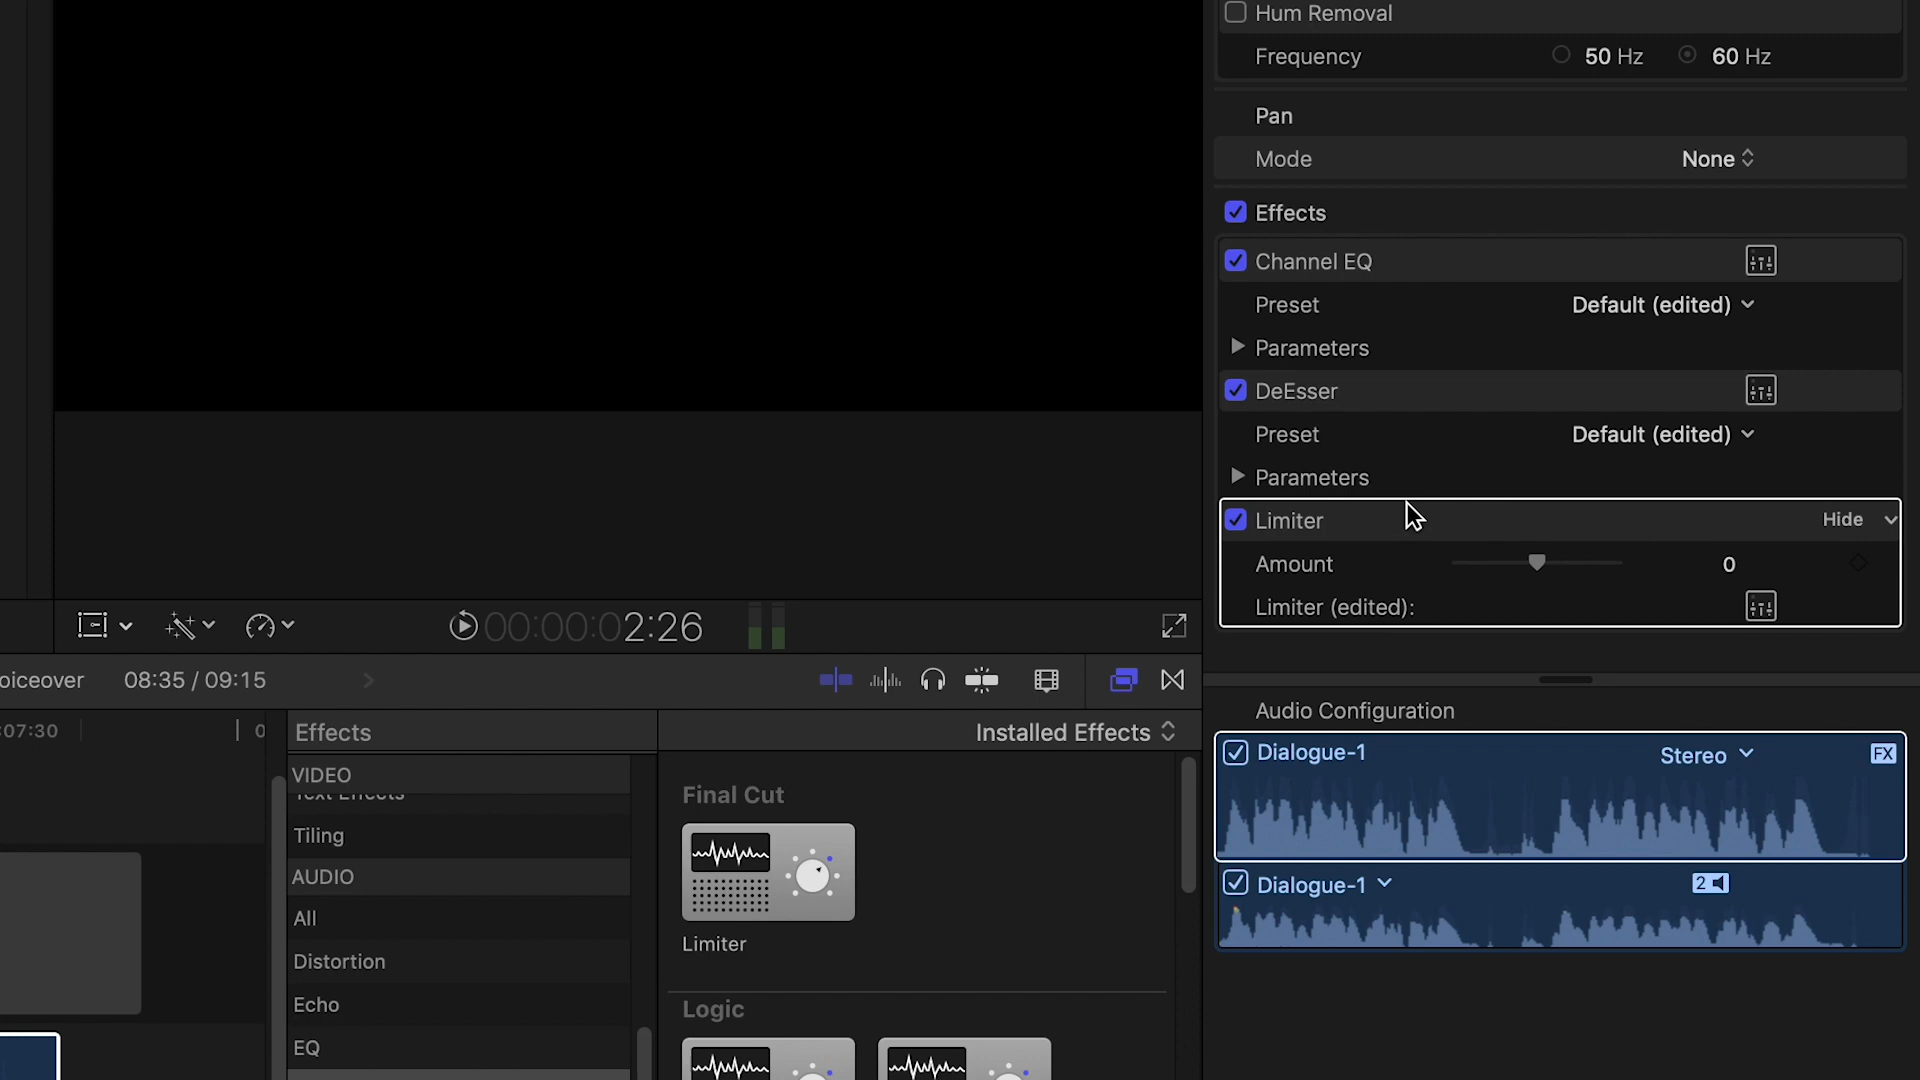 Hum Removal
Frequency 50 Hz 60 Hz
Pan
Mode None
Effects
Channel EQ
Preset Default (edited)
Parameters
DeEsser
Preset Default (edited)
Parameters
Limiter Hide
Amount 0
Limiter (edited):
00:00:02:26
oiceover 08:35 / 09:15
:07:30 0
Effects
Installed Effects
VIDEO
Text Effects
Tiling
AUDIO
All
Distortion
Echo
EQ
Final Cut
Limiter
Logic
Audio Configuration
Dialogue-1 Stereo FX
Dialogue-1 2